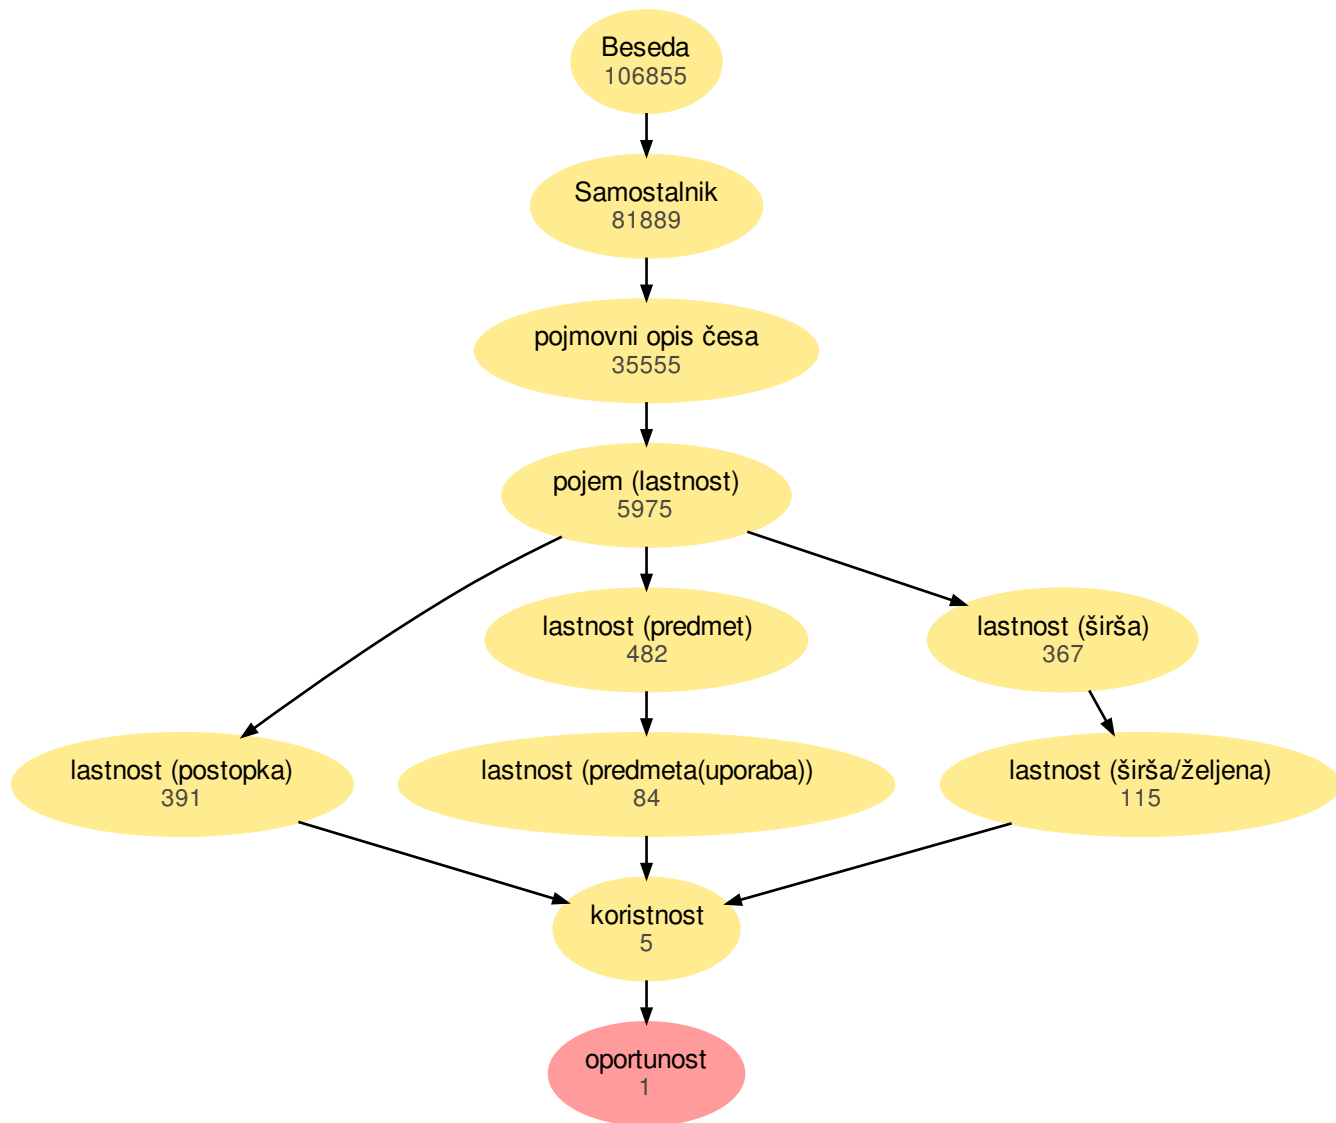 Beseda
106855
Samostalnik
81889
pojmovni opis česa
35555
pojem (lastnost)
5975
lastnost (predmet)
482
lastnost (širša)
367
lastnost (postopka)
391
lastnost (predmeta(uporaba))
84
lastnost (širša/željena)
115
koristnost
5
oportunost
1